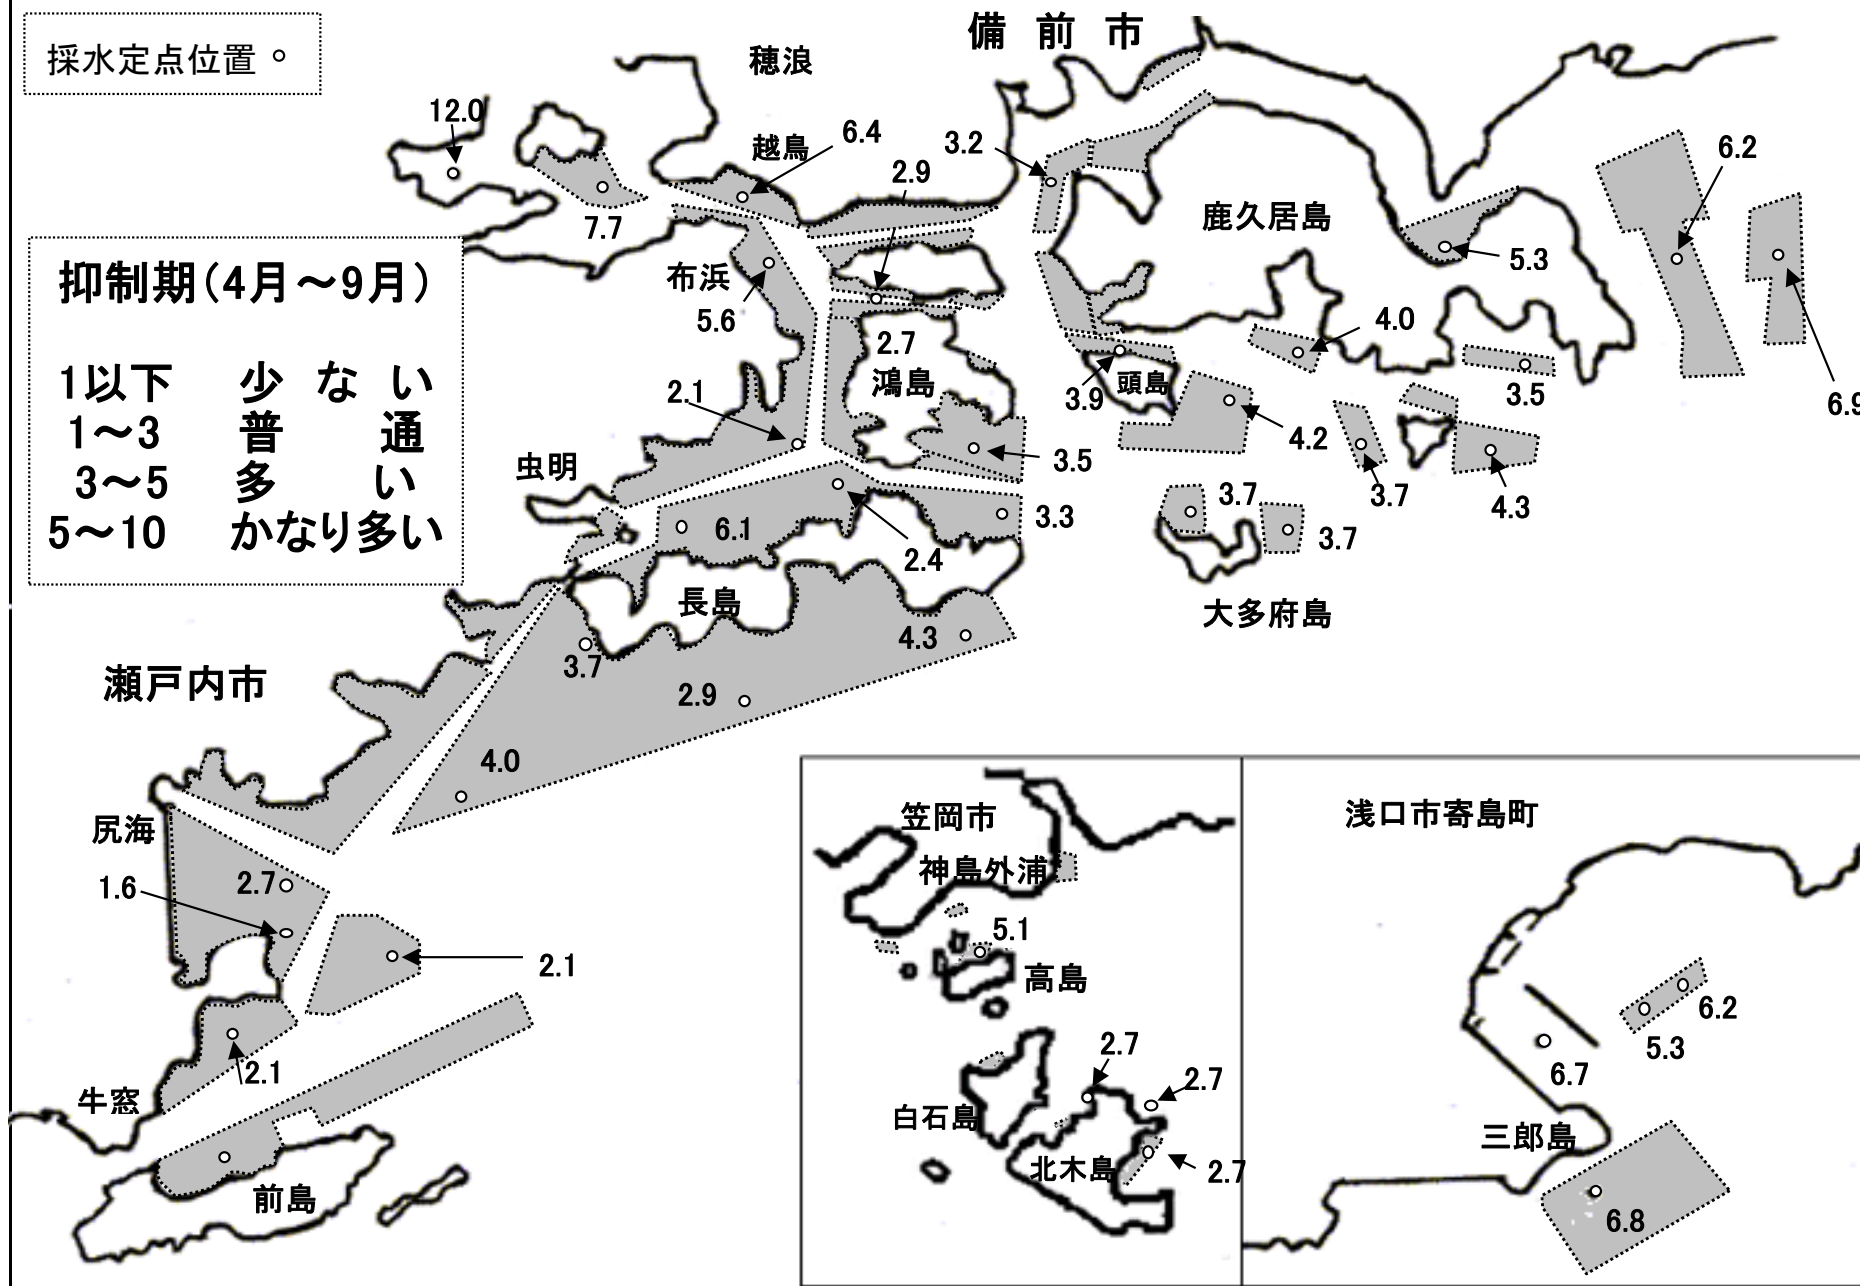 備前市
採水定点位置
穂浪
12.0
6.4
越鳥
3.2
6.2
2.9
鹿久居島
7.7
5.3
抑制期(4月～9月)
1以下 少ない
1～3 普通
3～5 多い
5～10 かなり多い
布浜
5.6
4.0
2.7
鴻島
頭島
3.9
3.5
6.9
2.1
4.2
3.5
虫明
3.7
4.3
3.7
3.3
6.1
3.7
2.4
長島
大多府島
4.3
3.7
瀬戸内市
2.9
4.0
尻海
2.7
1.6
2.1
2.1
牛窓
前島
笠岡市
神島外浦
5.1
高島
2.7
2.7
白石島
北木島
2.7
浅口市寄島町
6.2
5.3
6.7
三郎島
6.8